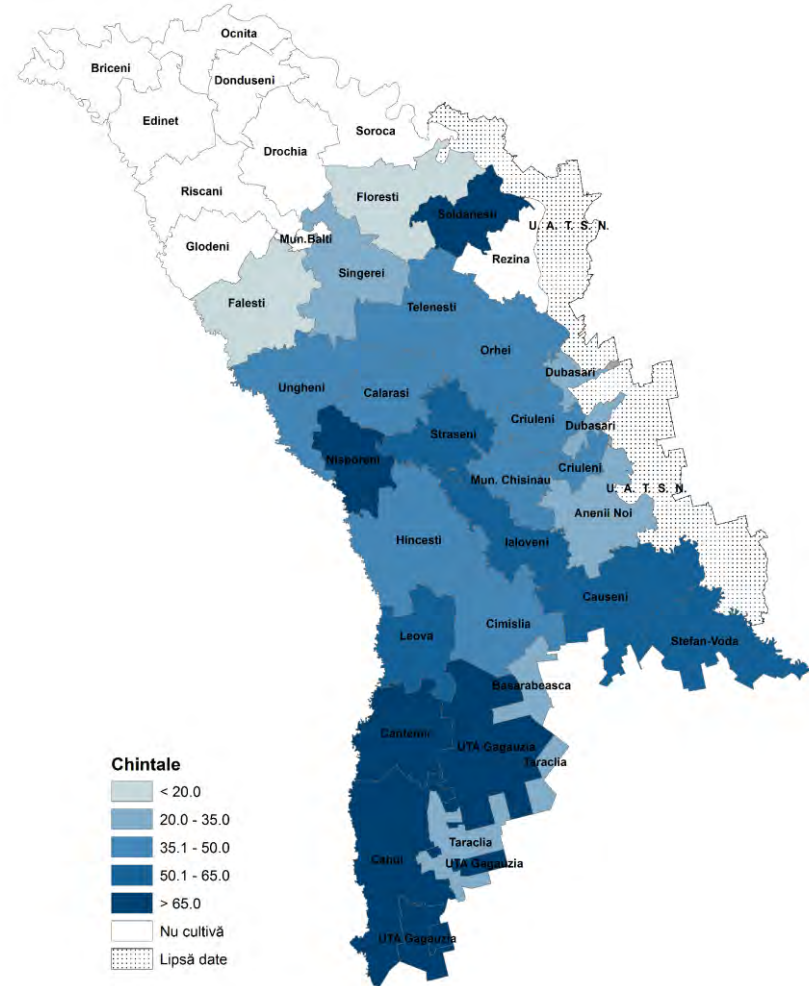 Ocnita
Briceni
Donduseni
Edinet
Soroca
Drochia
Riscani
Floresti
Soldanesti
U. A. T. S. N.
Mun.Balti
Glodeni
Rezina
Singerei
Falesti
Telenesti
Orhei
Dubasari
Ungheni
Calarasi
Criuleni
Dubasari
Straseni
Nisporeni
Criuleni
Mun. Chisinau
U. A. T. S. N.
Anenii Noi
Hincesti
Ialoveni
Causeni
Cimislia
Leova
Stefan-Voda
Basarabeasca
Cantemir
UTA Gagauzia
Taraclia
Chintale
< 20.0
20.0 - 35.0
35.1 - 50.0
50.1 - 65.0
> 65.0
Nu cultivă
Lipsă date
Taraclia
Cahul
UTA Gagauzia
UTA Gagauzia